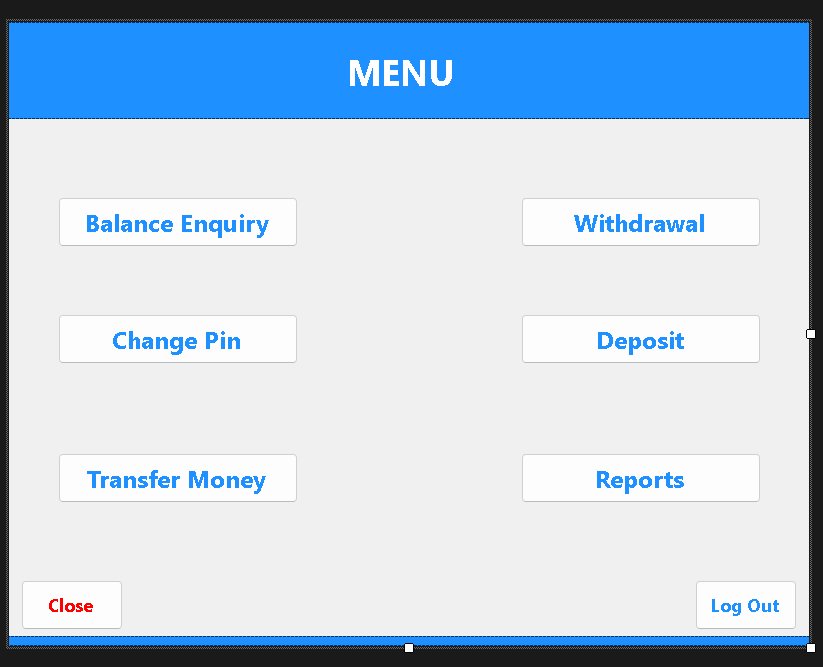 MENU
Balance Enquiry
Withdrawal
Change Pin
Deposit
Transfer Money
Reports
Close
Log Out